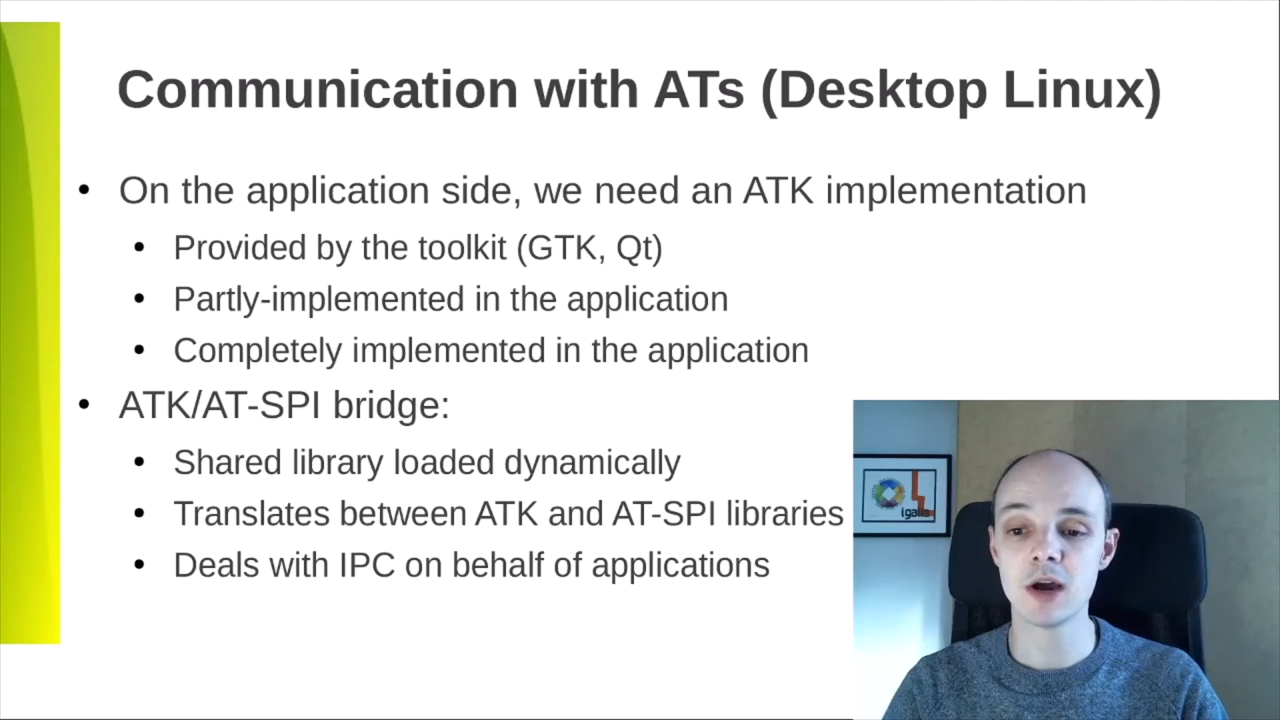 Communication with ATs (Desktop Linux)
• On the application side, we need an ATK implementation
• Provided by the toolkit (GTK, Qt)
• Partly-implemented in the application
• Completely implemented in the application
• ATK/AT-SPI bridge:
• Shared library loaded dynamically
• Translates between ATK and AT-SPI libraries
• Deals with IPC on behalf of applications
igalia